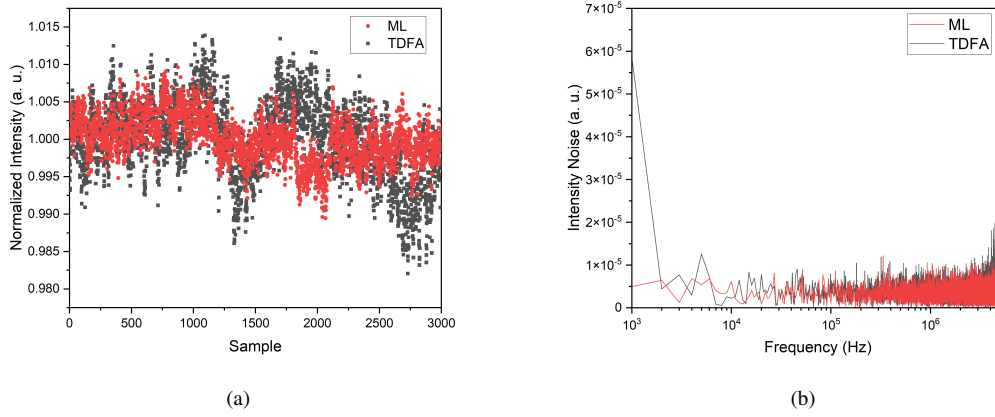 1.015
1.010
1.005
1.000
0.995
0.990
0.985
0.980
Normalized Intensity (a. u.)
ML
TDFA
0 500 1000 1500 2000 2500 3000
Sample
(a)
7×10⁻⁵
6×10⁻⁵
5×10⁻⁵
4×10⁻⁵
3×10⁻⁵
2×10⁻⁵
1×10⁻⁵
0
Intensity Noise (a. u.)
ML
TDFA
10³ 10⁴ 10⁵ 10⁶
Frequency (Hz)
(b)